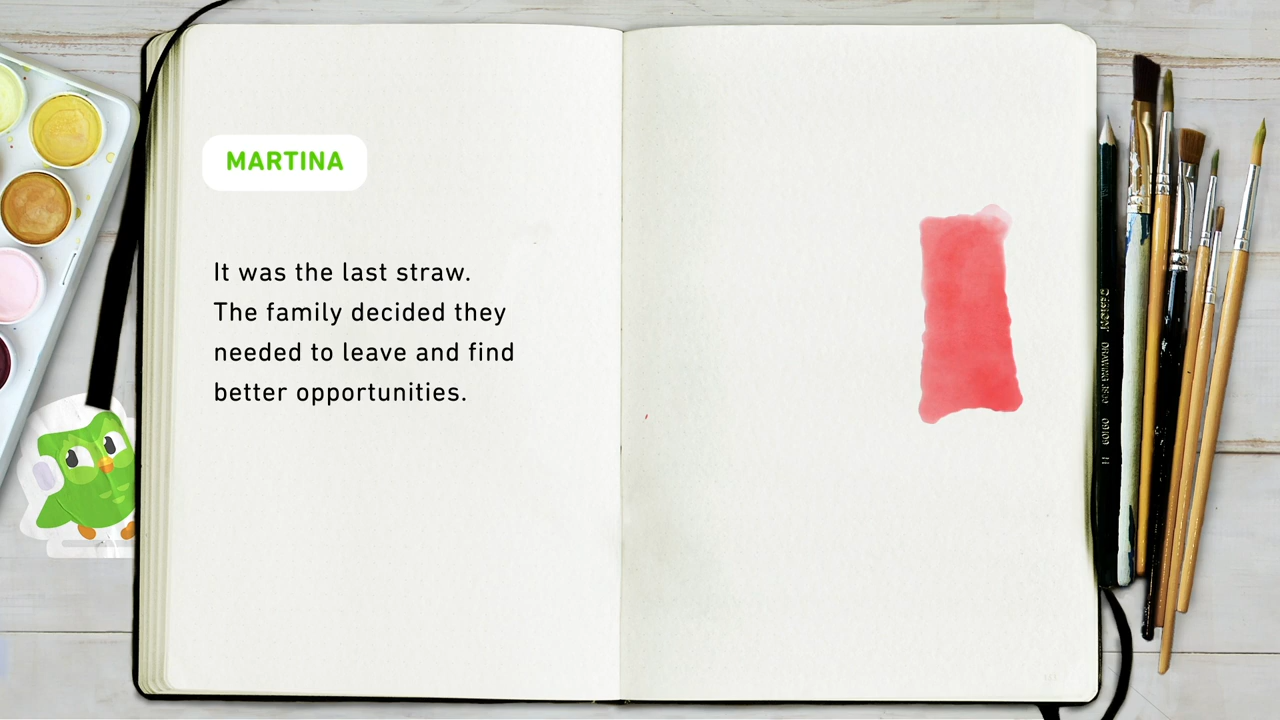 MARTINA
It was the last straw.
The family decided they
needed to leave and find
better opportunities.